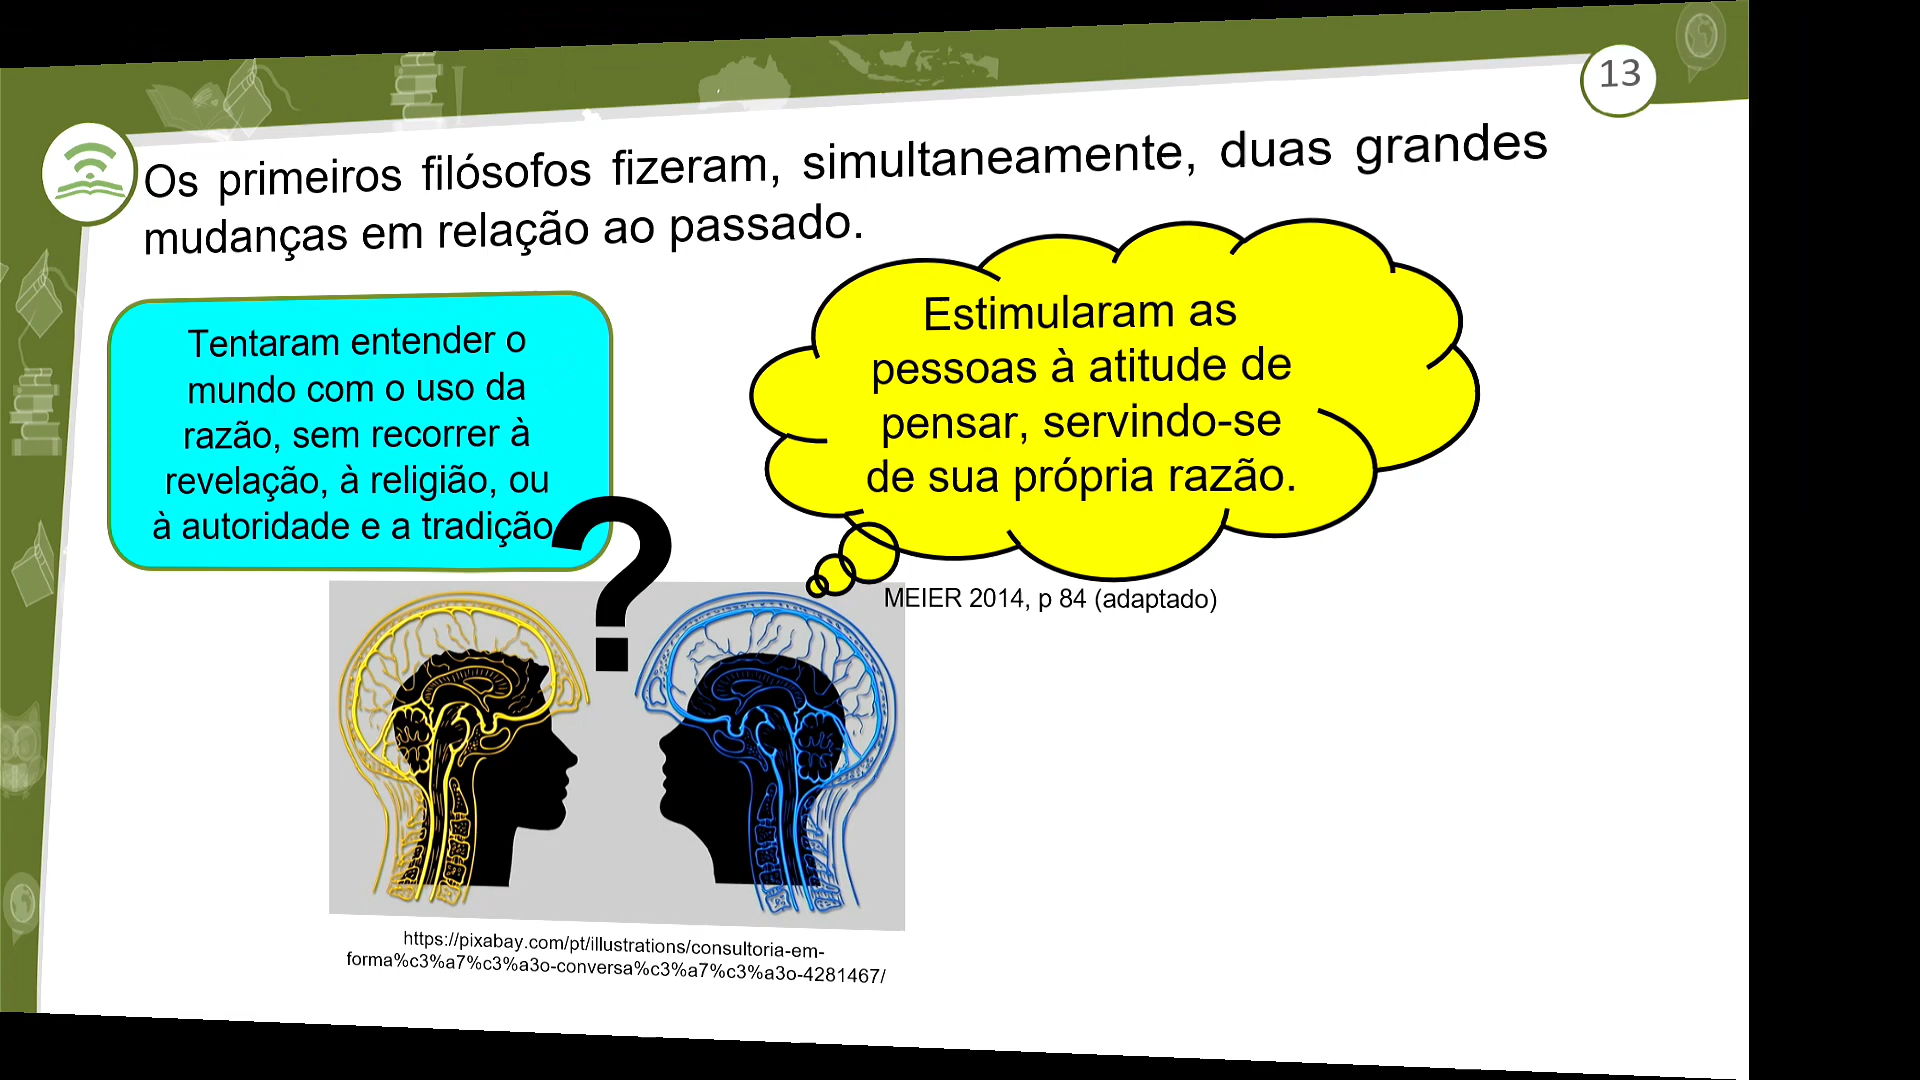 13
Os primeiros filósofos fizeram, simultaneamente, duas grandes
mudanças em relação ao passado.
Tentaram entender o
mundo com o uso da
razão, sem recorrer à
revelação, à religião, ou
à autoridade e a tradição
?
Estimularam as
pessoas à atitude de
pensar, servindo-se
de sua própria razão.
MEIER 2014, p 84 (adaptado)
https://pixabay.com/pt/illustrations/consultoria-em-
forma%c3%a7%c3%a3o-conversa%c3%a7%c3%a3o-4281467/